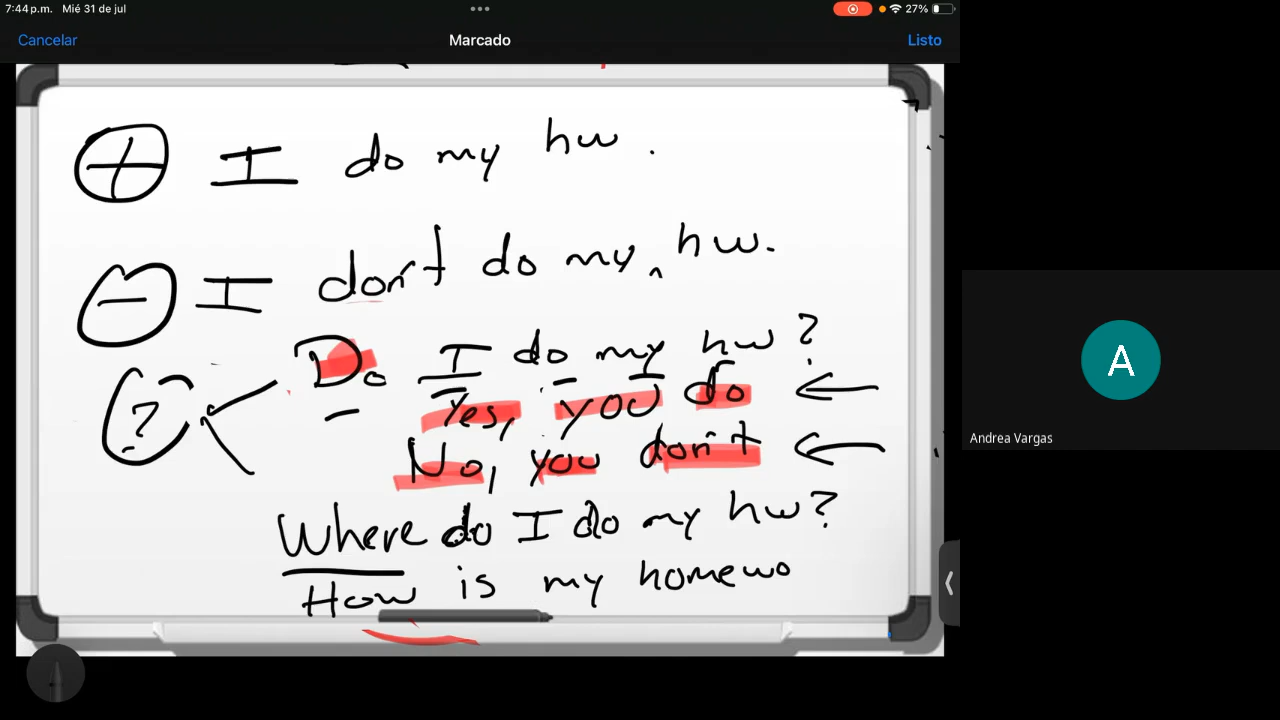 7:44 p.m. Mié 31 de jul
27%
Cancelar
Marcado
Listo
+ I do my hw.
- I don't do my hw.
? Do I do my hw?
Yes, you do
No, you don't
Where do I do my hw?
How is my homewo
A
Andrea Vargas